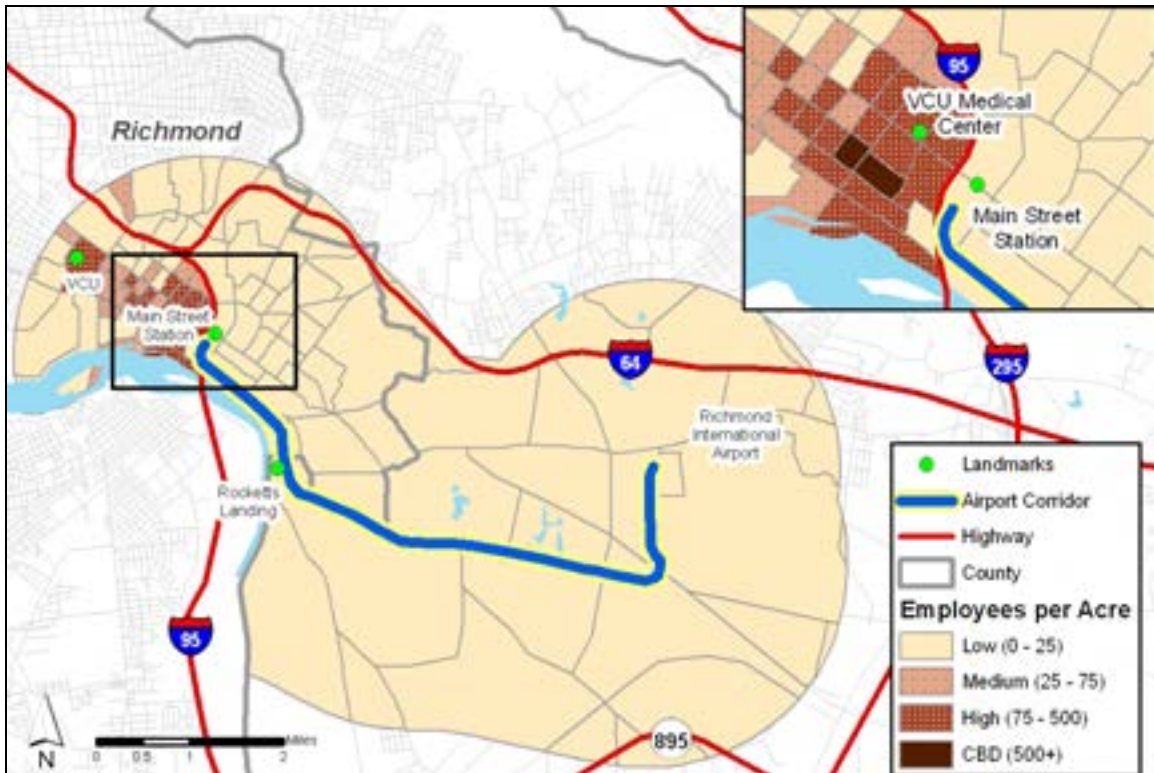 Richmond
VCU
Main Street
Station
Rocketts
Landing
95
64
Richmond
International
Airport
295
895
95
VCU Medical
Center
Main Street
Station
Landmarks
Airport Corridor
Highway
County
Employees per Acre
Low (0 - 25)
Medium (25 - 75)
High (75 - 500)
CBD (500+)
N
Miles
0 0.5 1 2